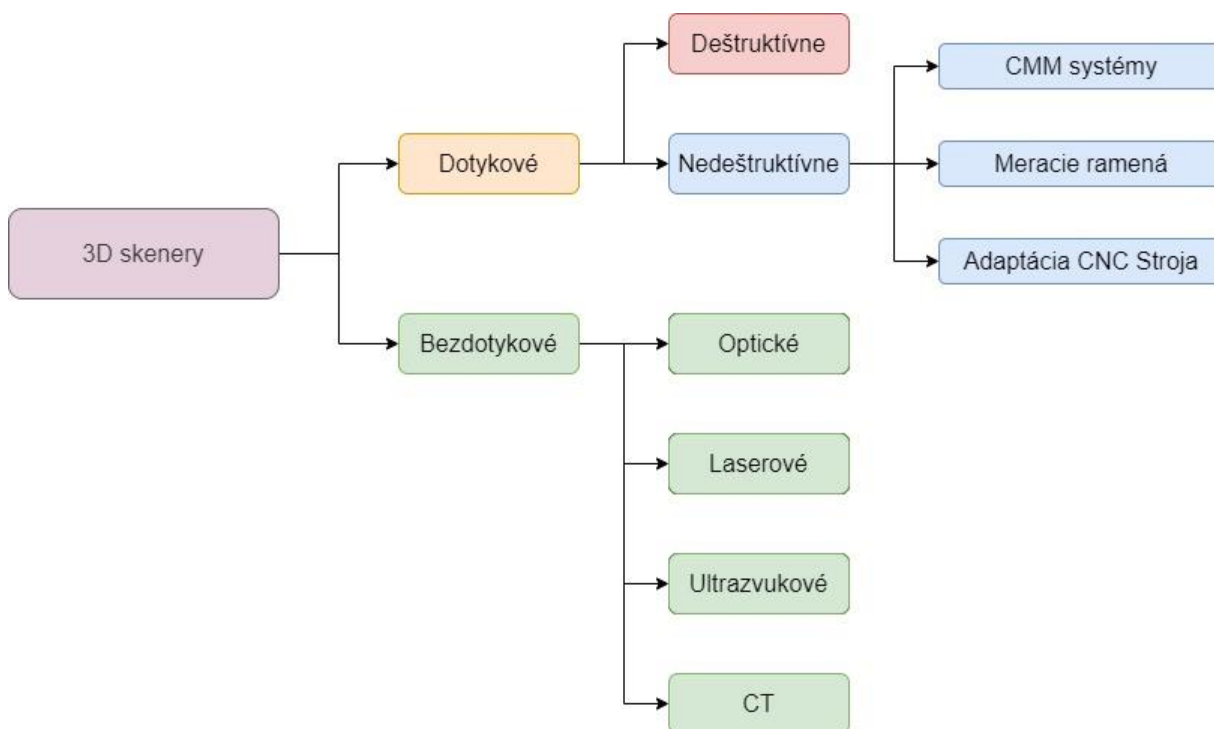 3D skenery
Dotykové
Deštruktívne
Nedeštruktívne
CMM systémy
Meracie ramená
Adaptácia CNC Stroja
Bezdotykové
Optické
Laserové
Ultrazvukové
CT